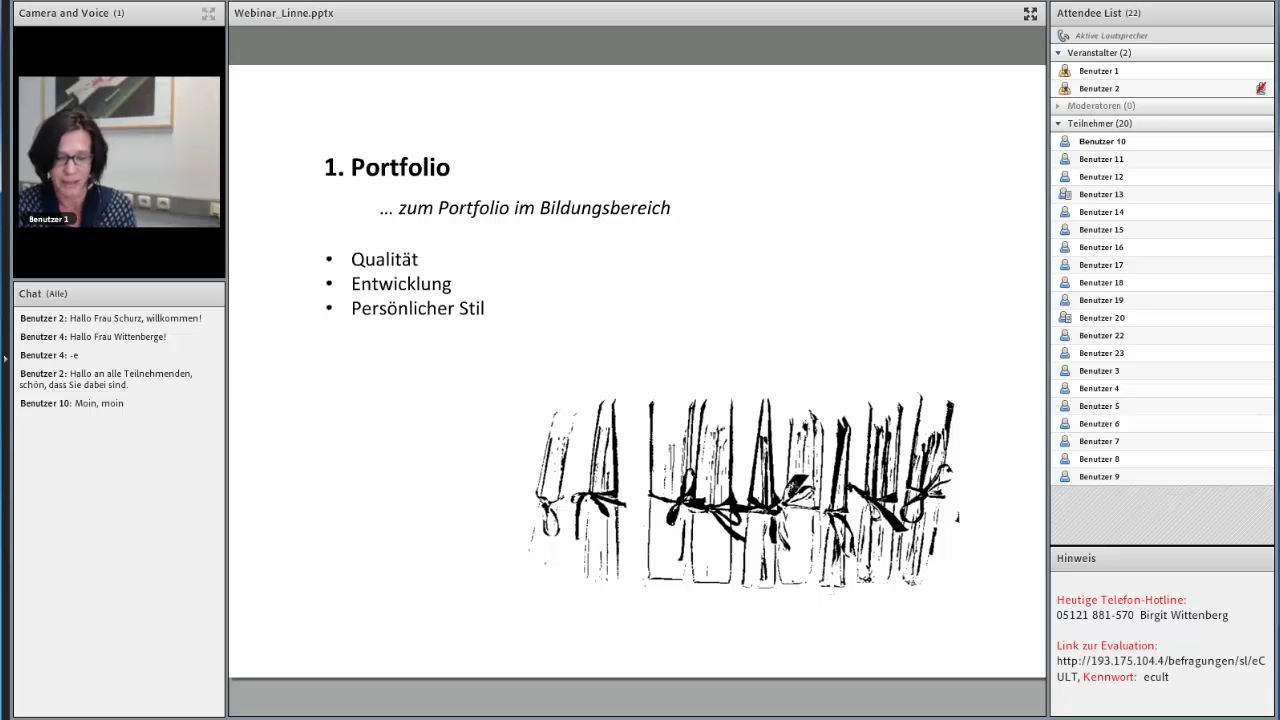 Camera and Voice (1)
Benutzer 1
Chat (Alle)
Benutzer 2: Hallo Frau Schurz, willkommen!
Benutzer 4: Hallo Frau Wittenberge!
Benutzer 4: -e
Benutzer 2: Hallo an alle Teilnehmenden,
schön, dass Sie dabei sind.
Benutzer 10: Moin, moin
Webinar_Linne.pptx
1. Portfolio
... zum Portfolio im Bildungsbereich
• Qualität
• Entwicklung
• Persönlicher Stil
Attendee List (22)
Aktive Lautsprecher
Veranstalter (2)
Benutzer 1
Benutzer 2
Moderatoren (0)
Teilnehmer (20)
Benutzer 10
Benutzer 11
Benutzer 12
Benutzer 13
Benutzer 14
Benutzer 15
Benutzer 16
Benutzer 17
Benutzer 18
Benutzer 19
Benutzer 20
Benutzer 22
Benutzer 23
Benutzer 3
Benutzer 4
Benutzer 5
Benutzer 6
Benutzer 7
Benutzer 8
Benutzer 9
Hinweis
Heutige Telefon-Hotline:
05121 881-570 Birgit Wittenberg
Link zur Evaluation:
http://193.175.104.4/befragungen/sl/eC
ULT, Kennwort: ecult